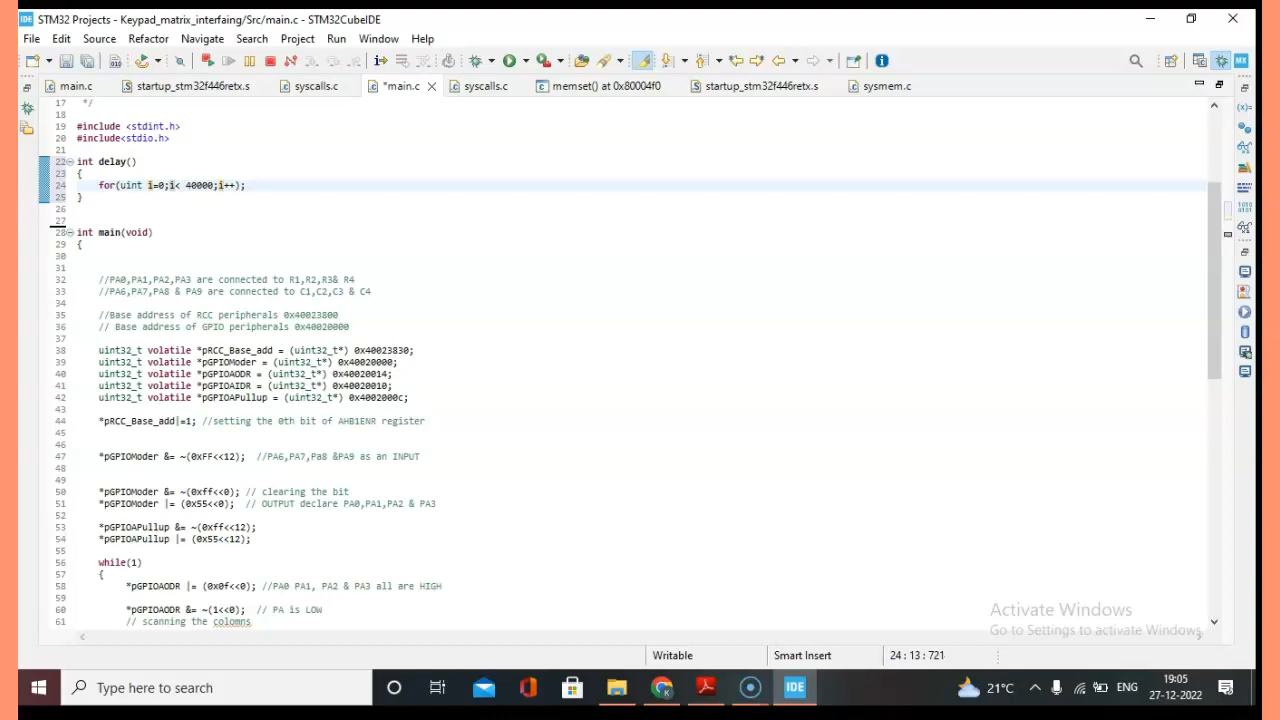 IDE STM32 Projects - Keypad_matrix_interfaing/Src/main.c - STM32CubeIDE
File Edit Source Refactor Navigate Search Project Run Window Help
main.c startup_stm32f446retx.s syscalls.c *main.c syscalls.c memset() at 0x80004f0 startup_stm32f446retx.s sysmem.c
17 */
18
19 #include <stdint.h>
20 #include<stdio.h>
21
22 int delay()
23 {
24 for(uint i=0;i< 40000;i++);
25 }
26
27
28 int main(void)
29 {
30
31
32 //PA0,PA1,PA2,PA3 are connected to R1,R2,R3& R4
33 //PA6,PA7,PA8 & PA9 are connected to C1,C2,C3 & C4
34
35 //Base address of RCC peripherals 0x40023800
36 // Base address of GPIO peripherals 0x40020000
37
38 uint32_t volatile *pRCC_Base_add = (uint32_t*) 0x40023830;
39 uint32_t volatile *pGPIOModer = (uint32_t*) 0x40020000;
40 uint32_t volatile *pGPIOAODR = (uint32_t*) 0x40020014;
41 uint32_t volatile *pGPIOAIDR = (uint32_t*) 0x40020010;
42 uint32_t volatile *pGPIOAPullup = (uint32_t*) 0x4002000c;
43
44 *pRCC_Base_add|=1; //setting the 0th bit of AHB1ENR register
45
46
47 *pGPIOModer &= ~(0xFF<<12); //PA6,PA7,Pa8 &PA9 as an INPUT
48
49
50 *pGPIOModer &= ~(0xff<<0); // clearing the bit
51 *pGPIOModer |= (0x55<<0); // OUTPUT declare PA0,PA1,PA2 & PA3
52
53 *pGPIOAPullup &= ~(0xff<<12);
54 *pGPIOAPullup |= (0x55<<12);
55
56 while(1)
57 {
58 *pGPIOAODR |= (0x0f<<0); //PA0 PA1, PA2 & PA3 all are HIGH
59
60 *pGPIOAODR &= ~(1<<0); // PA is LOW
61 // scanning the colomns
Activate Windows
Go to Settings to activate Windows.
Writable Smart Insert 24 : 13 : 721
Type here to search IDE 21°C ENG 19:05
27-12-2022